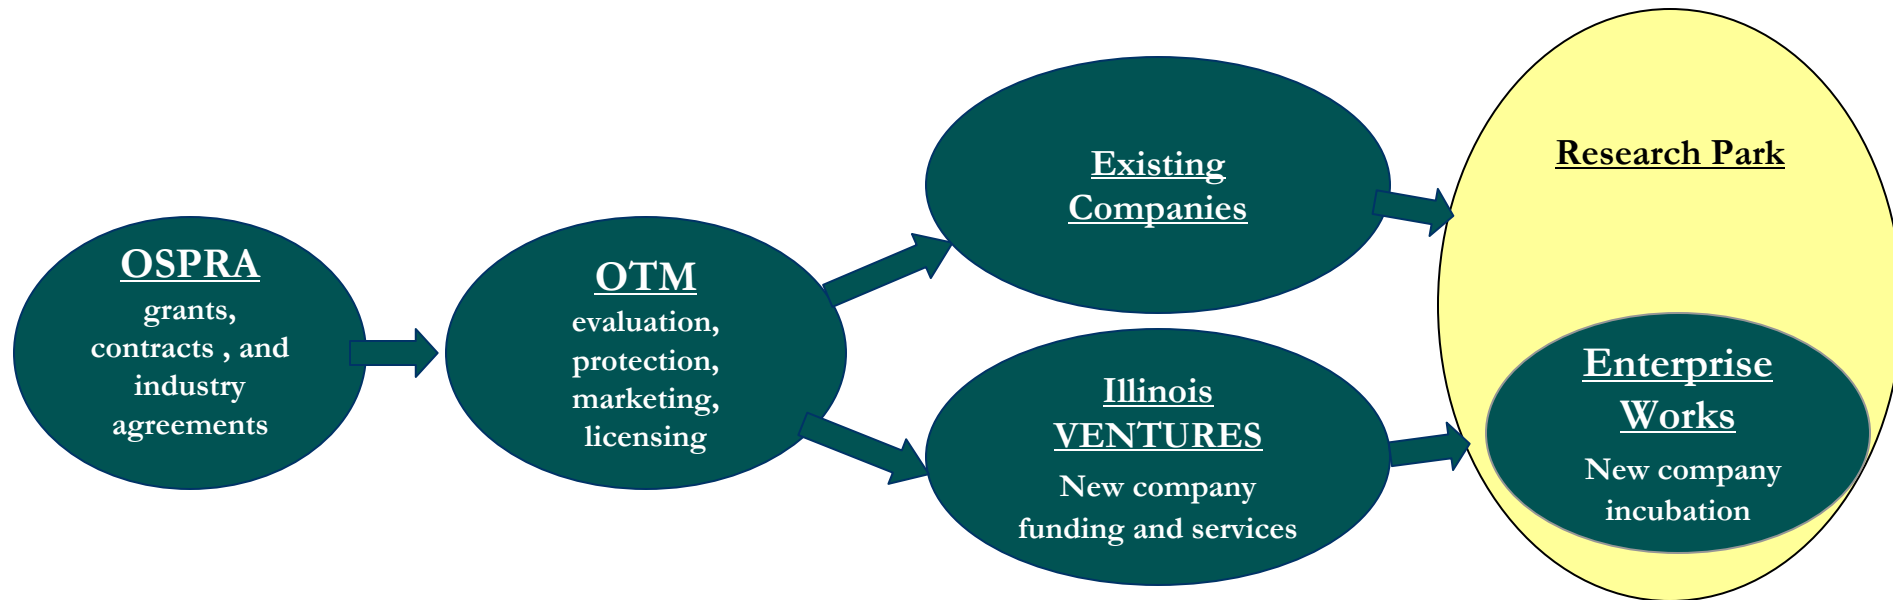 OSPRA
grants,
contracts , and
industry
agreements
OTM
evaluation,
protection,
marketing,
licensing
Existing
Companies
Illinois
VENTURES
New company
funding and services
Research Park
Enterprise
Works
New company
incubation